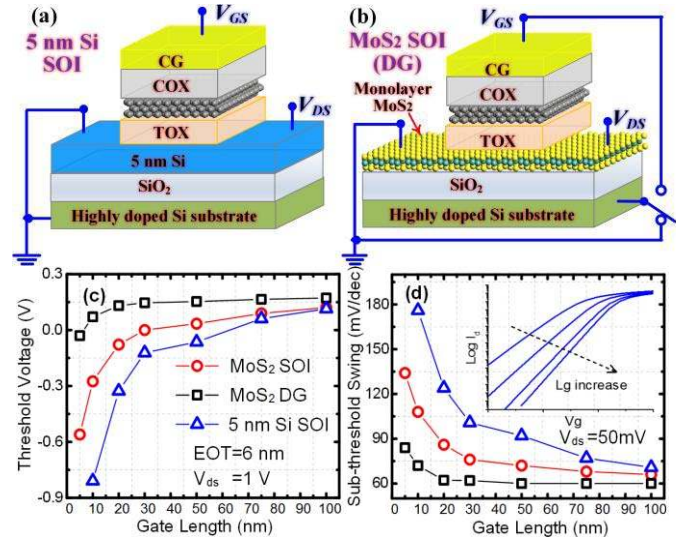 (a)
V_GS
5 nm Si
SOI
CG
COX
TOX
V_DS
5 nm Si
SiO₂
Highly doped Si substrate
(b)
V_GS
MoS₂ SOI
(DG)
CG
COX
Monolayer
MoS₂
TOX
V_DS
SiO₂
Highly doped Si substrate
(c)
Threshold Voltage (V)
0.3
0.0
-0.3
-0.6
-0.9
MoS₂ SOI
MoS₂ DG
5 nm Si SOI
EOT=6 nm
V_ds =1 V
0 10 20 30 40 50 60 70 80 90 100
Gate Length (nm)
(d)
Sub-threshold Swing (mV/dec)
180
150
120
90
60
Log I_d
Lg increase
Vg
V_ds=50mV
0 10 20 30 40 50 60 70 80 90 100
Gate Length (nm)